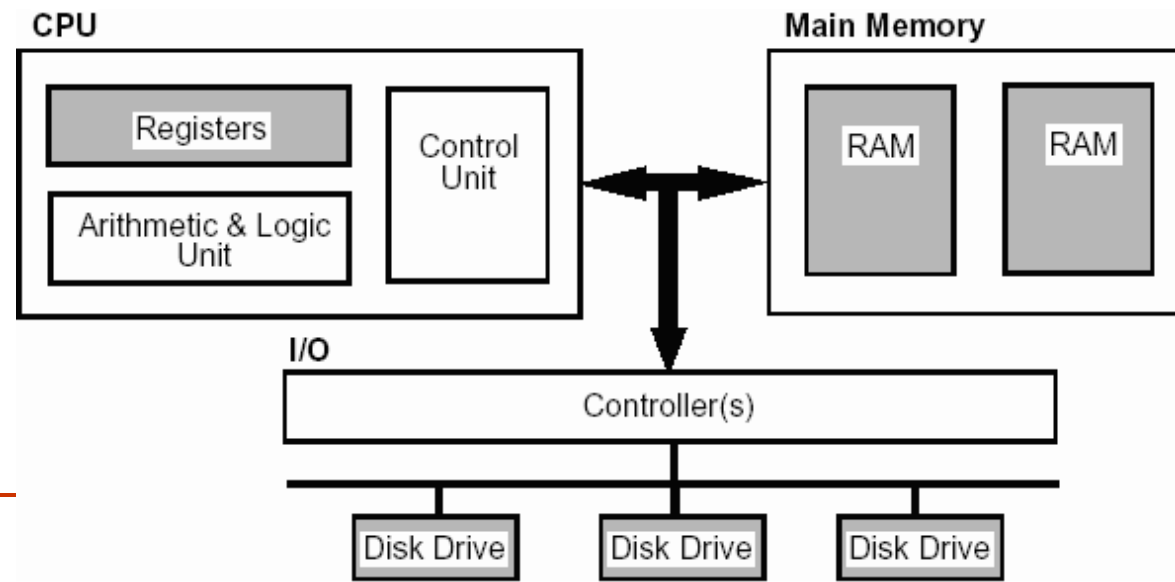 CPU
Main Memory
Registers
Control
Unit
Arithmetic & Logic
Unit
RAM
RAM
I/O
Controller(s)
Disk Drive
Disk Drive
Disk Drive